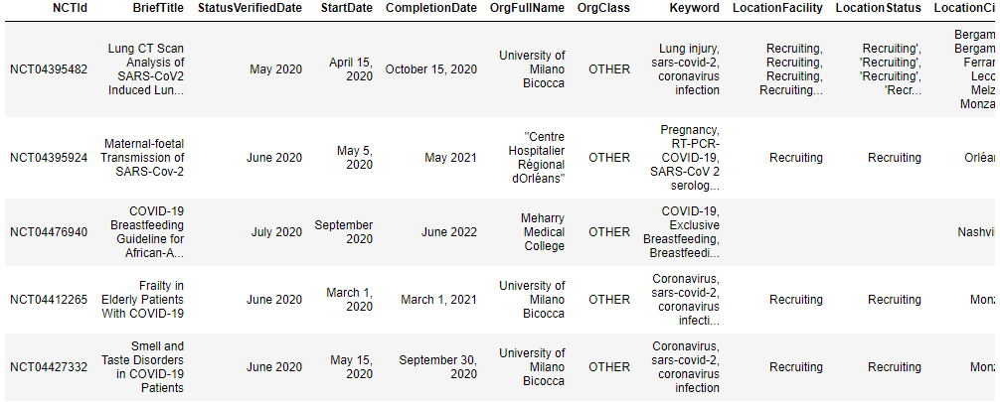 NCTId BriefTitle StatusVerifiedDate StartDate CompletionDate OrgFullName OrgClass Keyword LocationFacility LocationStatus LocationCi
NCT04395482
Lung CT Scan
Analysis of
SARS-CoV2
Induced Lun...
May 2020
April 15,
2020
October 15, 2020
University of
Milano
Bicocca
OTHER
Lung injury,
sars-covid-2,
coronavirus
infection
Recruiting,
Recruiting,
Recruiting,
Recruiting...
Recruiting',
'Recruiting',
'Recruiting',
'Recr...
Bergam
Bergam
Ferran
Lecc
Melz
Monza
NCT04395924
Maternal-foetal
Transmission of
SARS-Cov-2
June 2020
May 5,
2020
May 2021
"Centre
Hospitalier
Régional
dOrléans"
OTHER
Pregnancy,
RT-PCR-
COVID-19,
SARS-CoV 2
serolog...
Recruiting
Recruiting
Orléa
NCT04476940
COVID-19
Breastfeeding
Guideline for
African-A...
July 2020
September
2020
June 2022
Meharry
Medical
College
OTHER
COVID-19,
Exclusive
Breastfeeding,
Breastfeedi...
Nashvi
NCT04412265
Frailty in
Elderly Patients
With COVID-19
June 2020
March 1,
2020
March 1, 2021
University of
Milano
Bicocca
OTHER
Coronavirus,
sars-covid-2,
coronavirus
infecti...
Recruiting
Recruiting
Monz
NCT04427332
Smell and
Taste Disorders
in COVID-19
Patients
June 2020
May 15,
2020
September 30,
2020
University of
Milano
Bicocca
OTHER
Coronavirus,
sars-covid-2,
coronavirus
infection
Recruiting
Recruiting
Monz